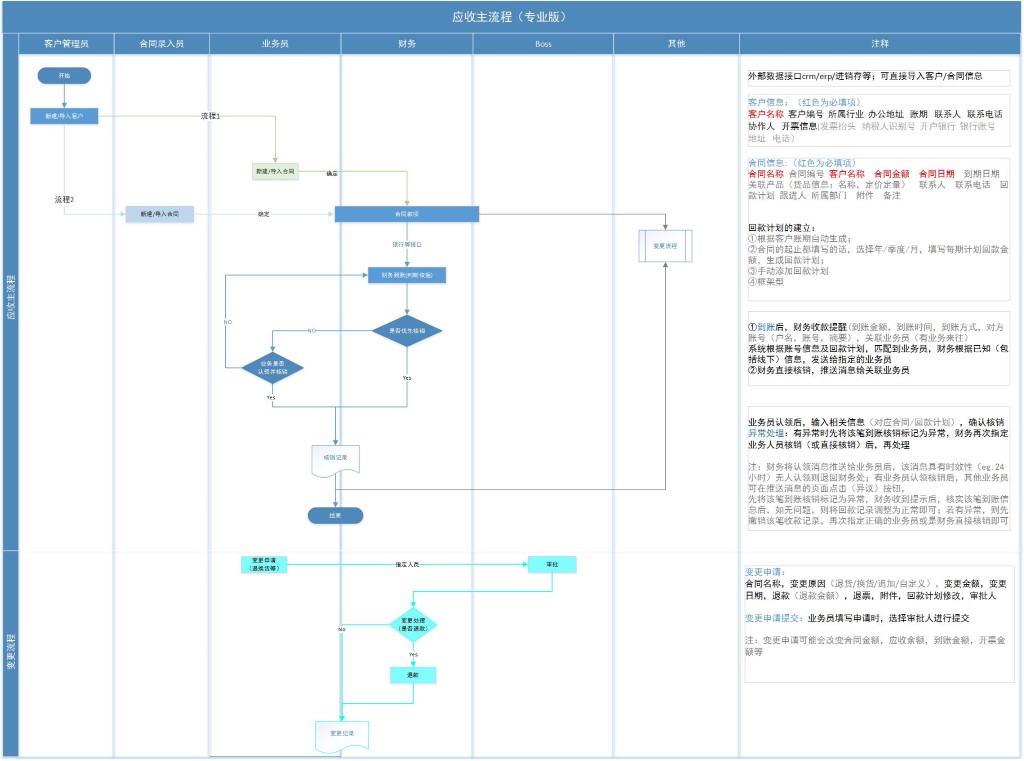 应收主流程（专业版）
客户管理员 合同录入员 业务员 财务 Boss 其他 注释
应收主流程
开始
新建/导入客户
流程1
新建/导入合同
确定
流程2
新建/导入合同
确定
合同款项
银行等接口
变更流程
财务到账(判断依据)
NO
NO
是否优先核销
业务是否
认领并核销
Yes
Yes
核销记录
结束
外部数据接口crm/erp/进销存等；可直接导入客户/合同信息
客户信息：（红色为必填项）
客户名称 客户编号 所属行业 办公地址 账期 联系人 联系电话
协作人 开票信息(发票抬头 纳税人识别号 开户银行 银行账号
地址 电话）
合同信息：（红色为必填项）
合同名称 合同编号 客户名称 合同金额 合同日期 到期日期
关联产品（货品信息：名称，定价定量） 联系人 联系电话 回
款计划 跟进人 所属部门 附件 备注
回款计划的建立：
①根据客户账期自动生成；
②合同的起止都填写的话，选择年/季度/月，填写每期计划回款金
额，生成回款计划；
③手动添加回款计划
④框架型
①到账后，财务收款提醒(到账金额，到账时间，到账方式，对方
账号（户名，账号，摘要），关联业务员（有业务来往）
系统根据账号信息及回款计划，匹配到业务员，财务根据已知（包
括线下）信息，发送给指定的业务员
②财务直接核销，推送消息给关联业务员
业务员认领后，输入相关信息（对应合同/回款计划），确认核销
异常处理：有异常时先将该笔到账核销标记为异常，财务再次指定
业务人员核销（或直接核销）后，再处理
注：财务将认领消息推送给业务员后，该消息具有时效性（eg.24
小时）无人认领则退回财务处；有业务员认领核销后，其他业务员
可在推送消息的页面点击（异议）按钮，
先将该笔到账核销标记为异常，财务收到提示后，核实该笔到账信
息后，如无问题，则将回款记录调整为正常即可；若有异常，则先
撤销该笔收款记录，再次指定正确的业务员或是财务直接核销即可
变更流程
变更申请
（退换货等）
指定人员
审批
变更处理
（是否退款）
No
Yes
退款
变更记录
变更申请：
合同名称，变更原因（退货/换货/追加/自定义），变更金额，变更
日期，退款（退款金额），退票，附件，回款计划修改，审批人
变更申请提交：业务员填写申请时，选择审批人进行提交
注：变更申请可能会改变合同金额，应收余额，到账金额，开票金
额等